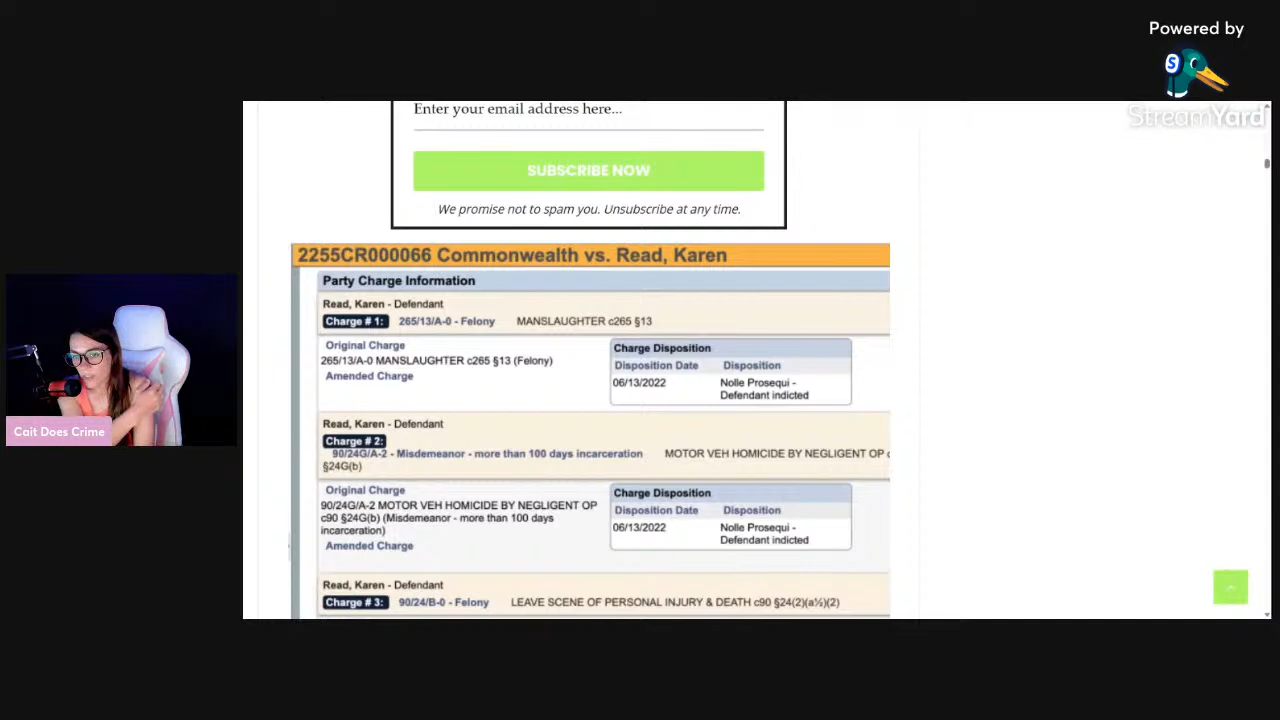 Powered by
S
StreamYard
Enter your email address here...
SUBSCRIBE NOW
We promise not to spam you. Unsubscribe at any time.
2255CR000066 Commonwealth vs. Read, Karen
Party Charge Information
Read, Karen - Defendant
Charge # 1: 265/13/A-0 - Felony MANSLAUGHTER c265 §13
Original Charge
265/13/A-0 MANSLAUGHTER c265 §13 (Felony)
Amended Charge
Charge Disposition
Disposition Date Disposition
06/13/2022 Nolle Prosequi -
Defendant indicted
Read, Karen - Defendant
Charge # 2:
90/24G/A-2 - Misdemeanor - more than 100 days incarceration MOTOR VEH HOMICIDE BY NEGLIGENT OP c
§24G(b)
Original Charge
90/24G/A-2 MOTOR VEH HOMICIDE BY NEGLIGENT OP
c90 §24G(b) (Misdemeanor - more than 100 days
incarceration)
Amended Charge
Charge Disposition
Disposition Date Disposition
06/13/2022 Nolle Prosequi -
Defendant indicted
Read, Karen - Defendant
Charge # 3: 90/24/B-0 - Felony LEAVE SCENE OF PERSONAL INJURY & DEATH c90 §24(2)(a½)(2)
Cait Does Crime